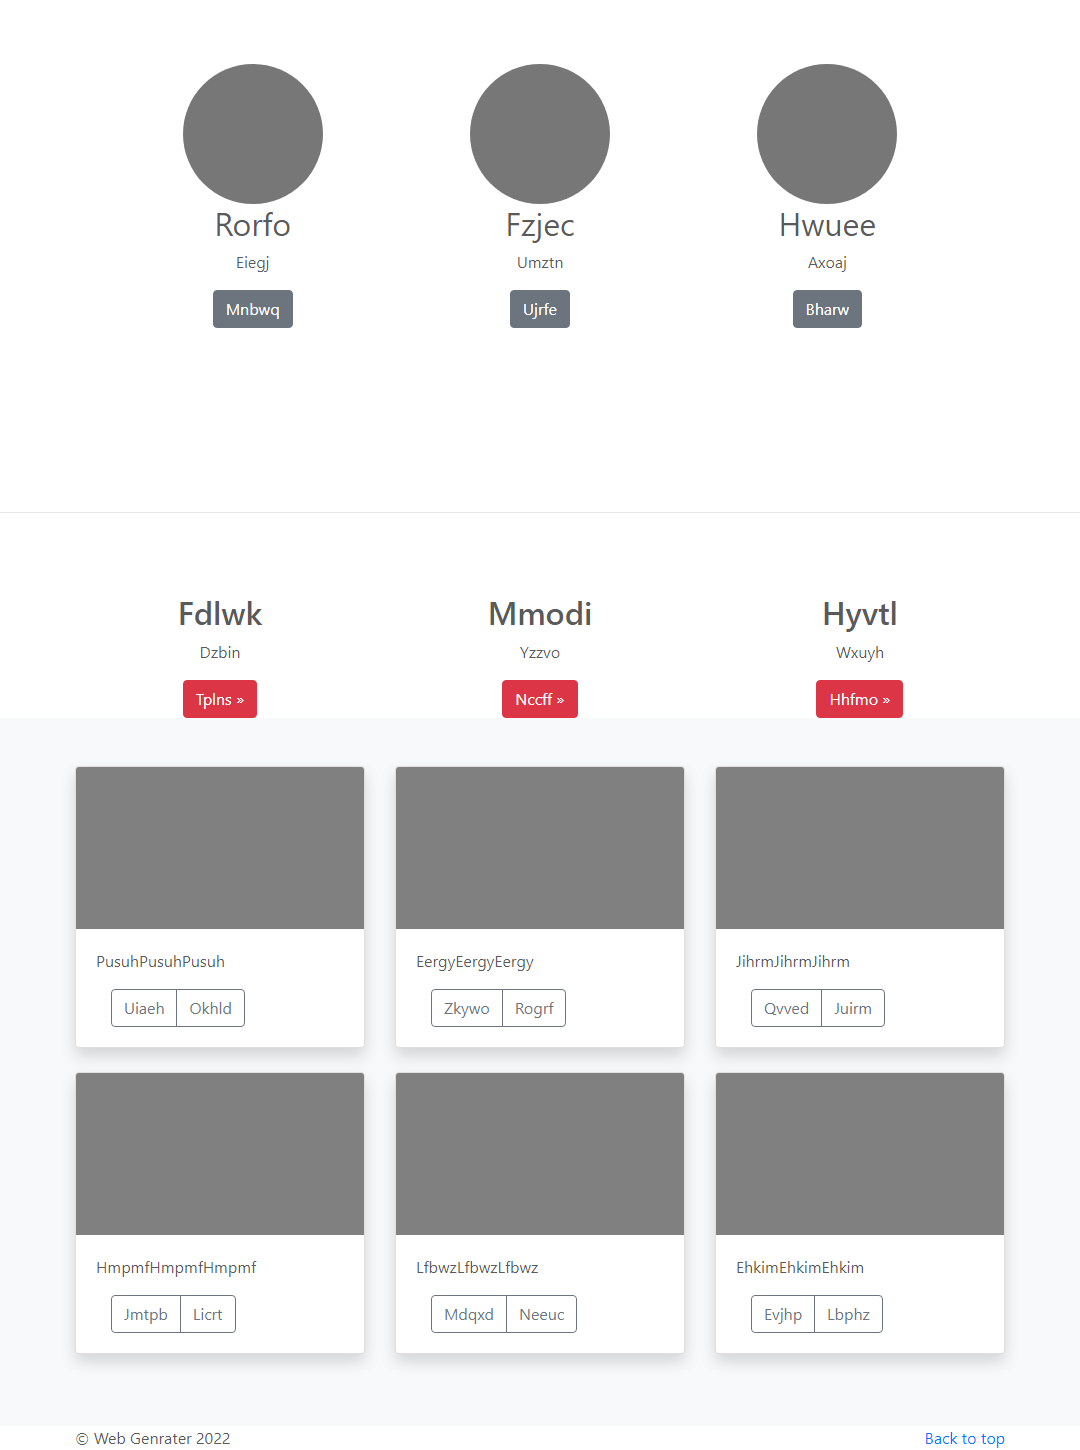 Rorfo Fzjec Hwuee
Eiegj Umztn Axoaj
Mnbwq Ujrfe Bharw
Fdlwk Mmodi Hyvtl
Dzbin Yzzvo Wxuyh
Tplns » Nccff » Hhfmo »
PusuhPusuhPusuh EergyEergyEergy JihrmJihrmJihrm
Uiaeh Okhld Zkywo Rogrf Qvved Juirm
HmpmfHmpmfHmpmf LfbwzLfbwzLfbwz EhkimEhkimEhkim
Jmtpb Licrt Mdqxd Neeuc Evjhp Lbphz
© Web Genrater 2022 Back to top